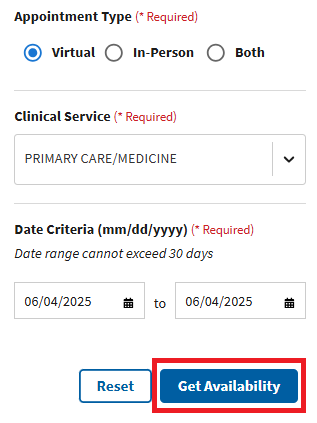 Appointment Type (* Required)
Virtual In-Person Both
Clinical Service (* Required)
PRIMARY CARE/MEDICINE
Date Criteria (mm/dd/yyyy) (* Required)
Date range cannot exceed 30 days
06/04/2025 to 06/04/2025
Reset Get Availability